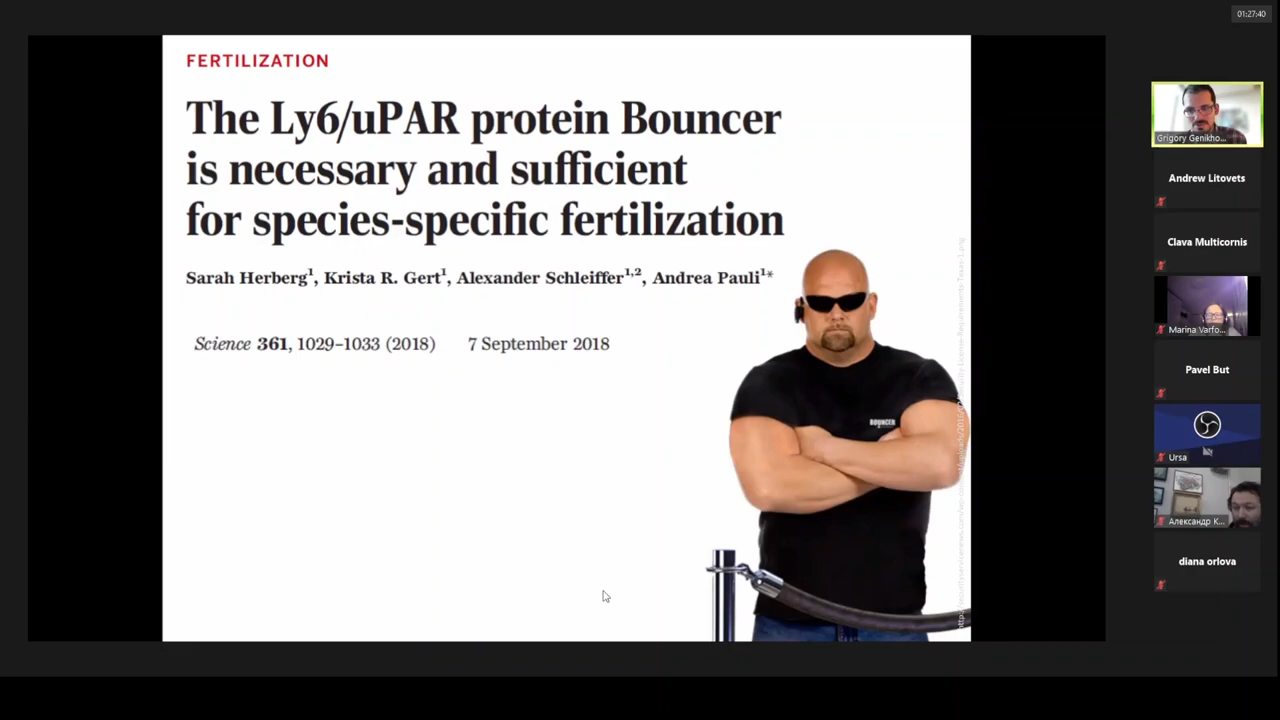 01:27:40
FERTILIZATION
The Ly6/uPAR protein Bouncer
is necessary and sufficient
for species-specific fertilization
Sarah Herberg1, Krista R. Gert1, Alexander Schleiffer1,2, Andrea Pauli1*
Science 361, 1029–1033 (2018) 7 September 2018
BOUNCER
Grigory Genikho...
Andrew Litovets
Clava Multicornis
Marina Varfo...
Pavel But
Ursa
Александр К...
diana orlova